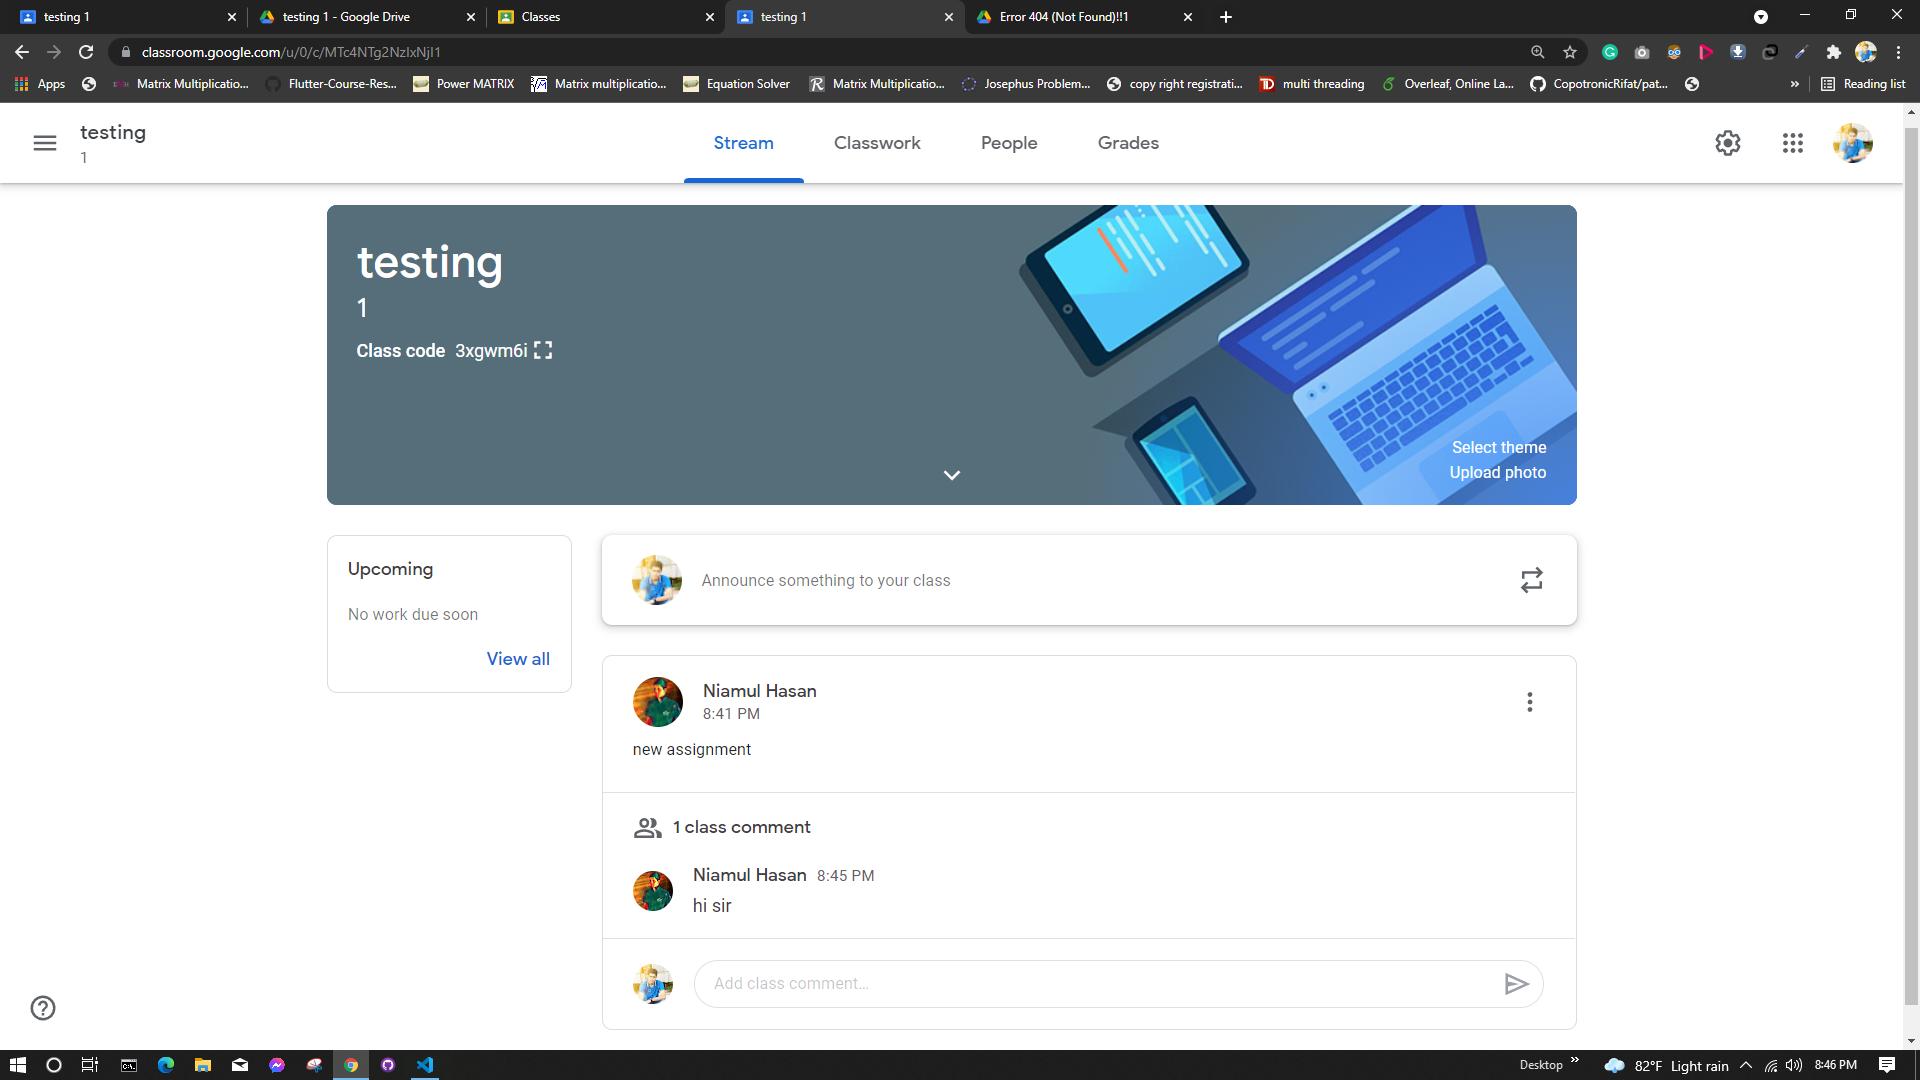 testing 1
testing 1 - Google Drive
Classes
testing 1
Error 404 (Not Found)!!1
classroom.google.com/u/0/c/MTc4NTg2NzIxNjI1
Apps
Matrix Multiplicatio...
Flutter-Course-Res...
Power MATRIX
Matrix multiplicatio...
Equation Solver
Matrix Multiplicatio...
Josephus Problem...
copy right registrati...
multi threading
Overleaf, Online La...
CopotronicRifat/pat...
Reading list
testing
1
Stream
Classwork
People
Grades
testing
1
Class code 3xgwm6i
Select theme
Upload photo
Upcoming
No work due soon
View all
Announce something to your class
Niamul Hasan
8:41 PM
new assignment
1 class comment
Niamul Hasan 8:45 PM
hi sir
Add class comment...
Desktop
82°F Light rain
8:46 PM